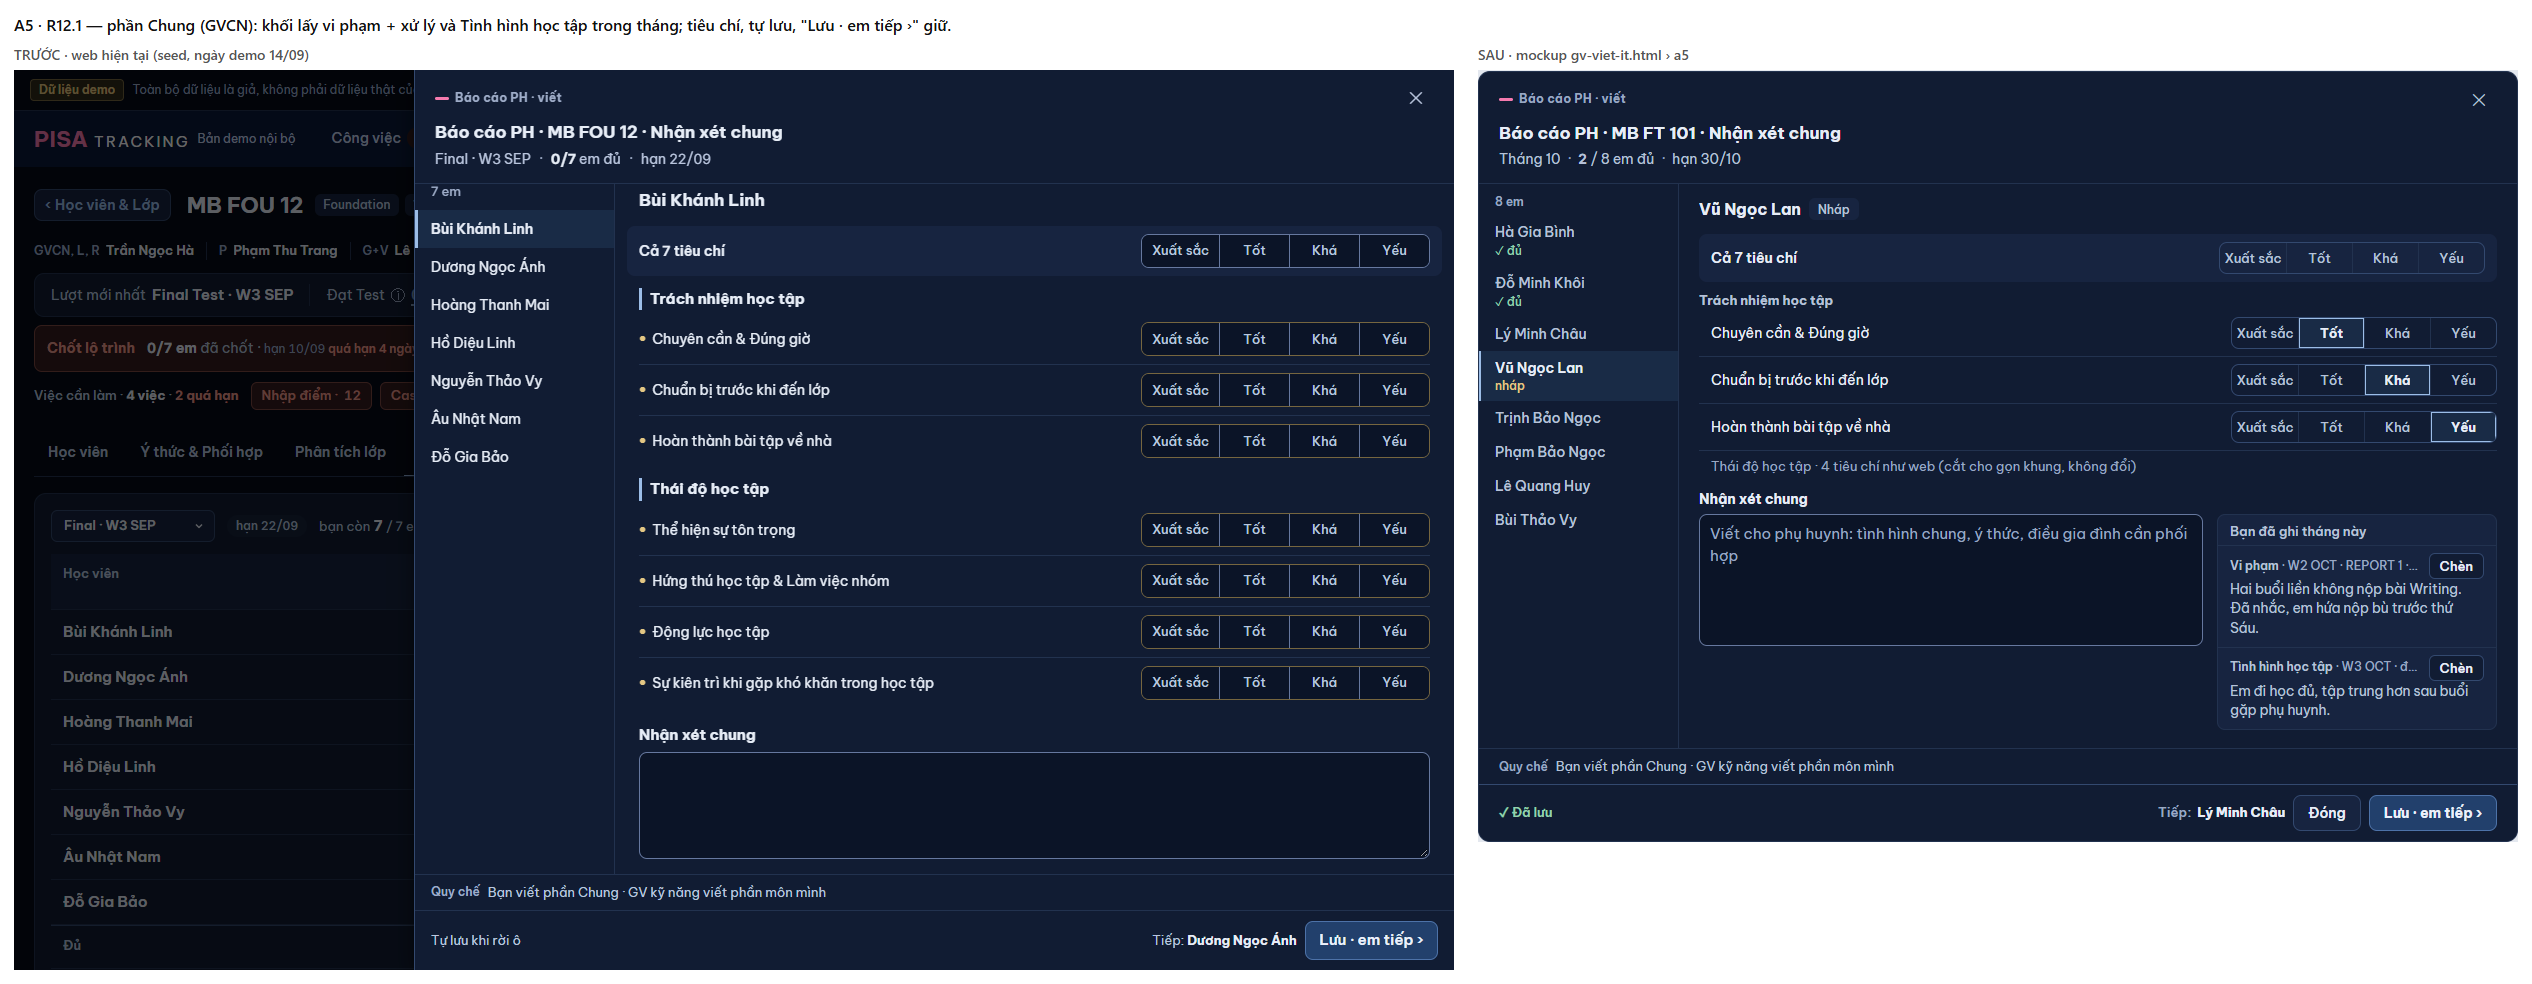 A5 · R12.1 — phần Chung (GVCN): khối lấy vi phạm + xử lý và Tình hình học tập trong tháng; tiêu chí, tự lưu, "Lưu · em tiếp ›" giữ.
TRƯỚC · web hiện tại (seed, ngày demo 14/09)
Dữ liệu demo Toàn bộ dữ liệu là giả, không phải dữ liệu thật củ
PISA TRACKING Bản demo nội bộ Công việc
‹ Học viên & Lớp MB FOU 12 Foundation
GVCN, L, R Trần Ngọc Hà P Phạm Thu Trang G+V Lê
Lượt mới nhất Final Test · W3 SEP Đạt Test
Chốt lộ trình 0/7 em đã chốt · hạn 10/09 quá hạn 4 ngày
Việc cần làm · 4 việc · 2 quá hạn Nhập điểm · 12 Cas
Học viên Ý thức & Phối hợp Phân tích lớp
Final · W3 SEP hạn 22/09 bạn còn 7 / 7 e
Học viên
Bùi Khánh Linh
Dương Ngọc Ánh
Hoàng Thanh Mai
Hồ Diệu Linh
Nguyễn Thảo Vy
Âu Nhật Nam
Đỗ Gia Bảo
Đủ
Báo cáo PH · viết
Báo cáo PH · MB FOU 12 · Nhận xét chung
Final · W3 SEP · 0/7 em đủ · hạn 22/09
7 em
Bùi Khánh Linh
Dương Ngọc Ánh
Hoàng Thanh Mai
Hồ Diệu Linh
Nguyễn Thảo Vy
Âu Nhật Nam
Đỗ Gia Bảo
Bùi Khánh Linh
Cả 7 tiêu chí Xuất sắc Tốt Khá Yếu
Trách nhiệm học tập
• Chuyên cần & Đúng giờ Xuất sắc Tốt Khá Yếu
• Chuẩn bị trước khi đến lớp Xuất sắc Tốt Khá Yếu
• Hoàn thành bài tập về nhà Xuất sắc Tốt Khá Yếu
Thái độ học tập
• Thể hiện sự tôn trọng Xuất sắc Tốt Khá Yếu
• Hứng thú học tập & Làm việc nhóm Xuất sắc Tốt Khá Yếu
• Động lực học tập Xuất sắc Tốt Khá Yếu
• Sự kiên trì khi gặp khó khăn trong học tập Xuất sắc Tốt Khá Yếu
Nhận xét chung
Quy chế Bạn viết phần Chung · GV kỹ năng viết phần môn mình
Tự lưu khi rời ô Tiếp: Dương Ngọc Ánh Lưu · em tiếp ›
SAU · mockup gv-viet-it.html › a5
Báo cáo PH · viết
Báo cáo PH · MB FT 101 · Nhận xét chung
Tháng 10 · 2 / 8 em đủ · hạn 30/10
8 em
Hà Gia Bình
✓ đủ
Đỗ Minh Khôi
✓ đủ
Lý Minh Châu
Vũ Ngọc Lan
nháp
Trịnh Bảo Ngọc
Phạm Bảo Ngọc
Lê Quang Huy
Bùi Thảo Vy
Vũ Ngọc Lan Nháp
Cả 7 tiêu chí Xuất sắc Tốt Khá Yếu
Trách nhiệm học tập
Chuyên cần & Đúng giờ Xuất sắc Tốt Khá Yếu
Chuẩn bị trước khi đến lớp Xuất sắc Tốt Khá Yếu
Hoàn thành bài tập về nhà Xuất sắc Tốt Khá Yếu
Thái độ học tập · 4 tiêu chí như web (cắt cho gọn khung, không đổi)
Nhận xét chung
Viết cho phụ huynh: tình hình chung, ý thức, điều gia đình cần phối
hợp
Bạn đã ghi tháng này
Vi phạm · W2 OCT · REPORT 1 ·... Chèn
Hai buổi liền không nộp bài Writing.
Đã nhắc, em hứa nộp bù trước thứ
Sáu.
Tình hình học tập · W3 OCT · đ... Chèn
Em đi học đủ, tập trung hơn sau buổi
gặp phụ huynh.
Quy chế Bạn viết phần Chung · GV kỹ năng viết phần môn mình
✓ Đã lưu Tiếp: Lý Minh Châu Đóng Lưu · em tiếp ›